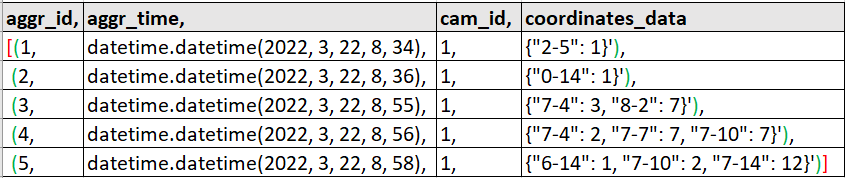 aggr_id, aggr_time, cam_id, coordinates_data
[(1, datetime.datetime(2022, 3, 22, 8, 34), 1, {"2-5": 1}'),
(2, datetime.datetime(2022, 3, 22, 8, 36), 1, {"0-14": 1}'),
(3, datetime.datetime(2022, 3, 22, 8, 55), 1, {"7-4": 3, "8-2": 7}'),
(4, datetime.datetime(2022, 3, 22, 8, 56), 1, {"7-4": 2, "7-7": 7, "7-10": 7}'),
(5, datetime.datetime(2022, 3, 22, 8, 58), 1, {"6-14": 1, "7-10": 2, "7-14": 12}')]